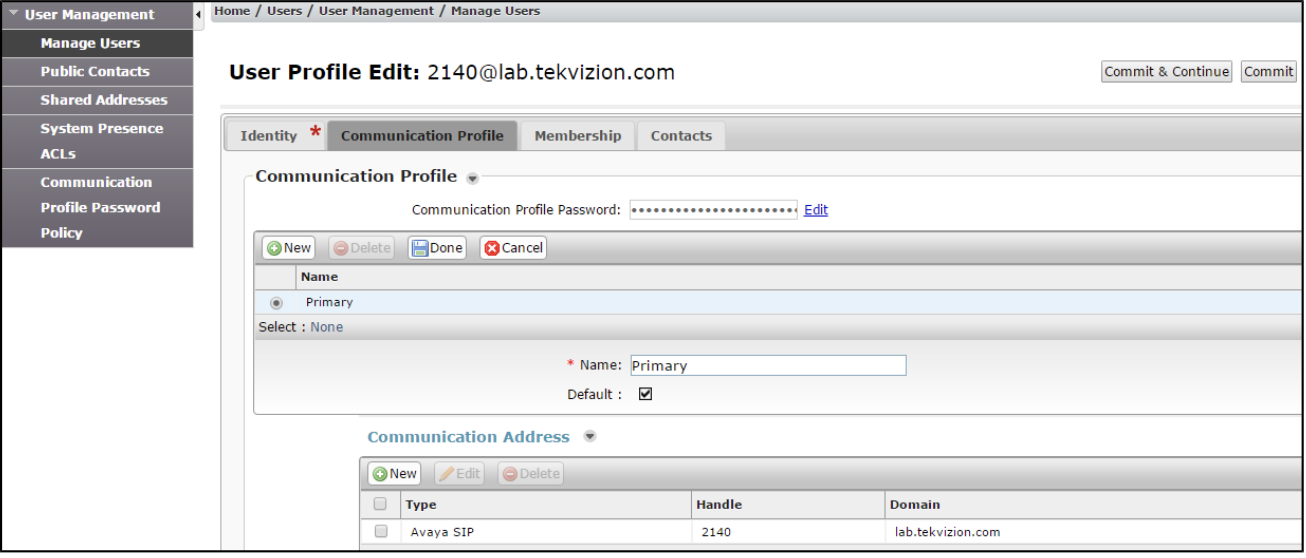 User Management
Home / Users / User Management / Manage Users
Manage Users
Public Contacts
Shared Addresses
System Presence
ACLs
Communication
Profile Password
Policy
User Profile Edit: 2140@lab.tekvizion.com
Commit & Continue Commit
Identity * Communication Profile Membership Contacts
Communication Profile
Communication Profile Password: •••••••••••••••••••••••• Edit
New Delete Done Cancel
Name
Primary
Select : None
* Name: Primary
Default :
Communication Address
New Edit Delete
Type Handle Domain
Avaya SIP 2140 lab.tekvizion.com